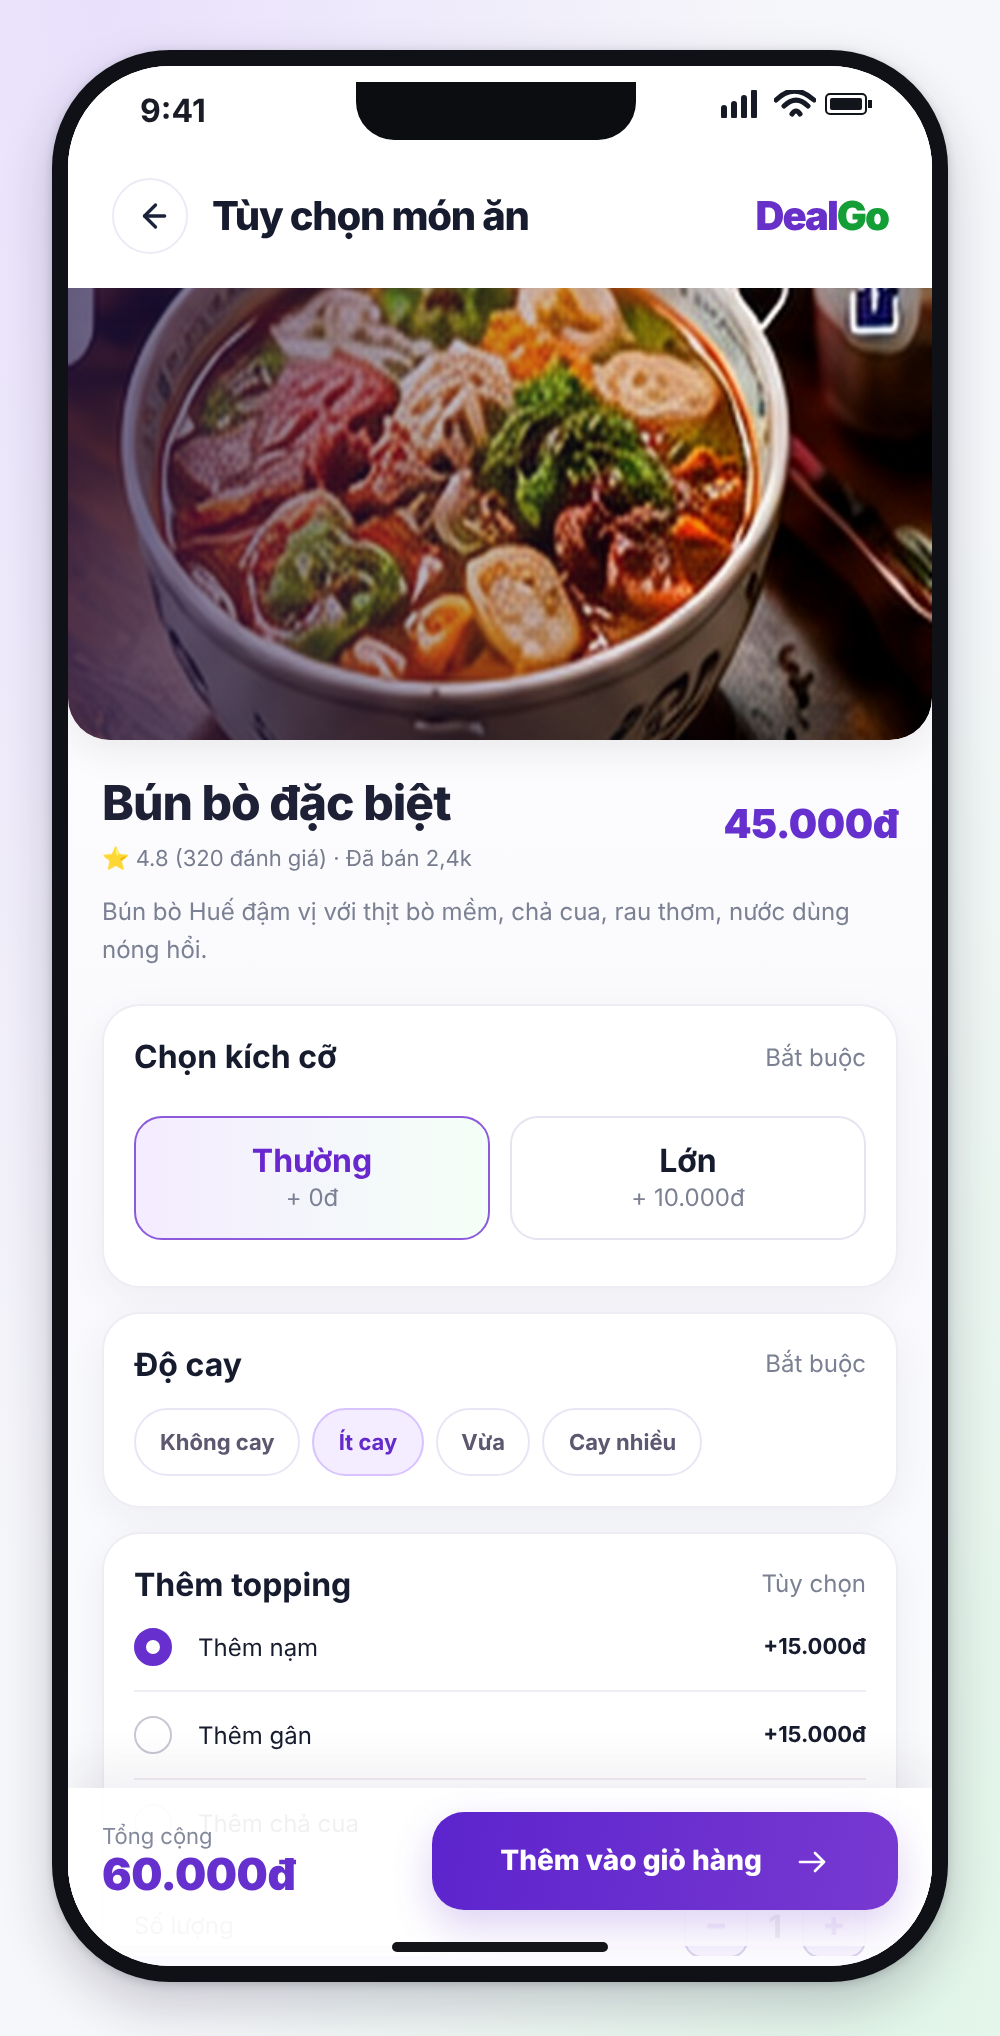 9:41
Tùy chọn món ăn
DealGo
Bún bò đặc biệt
45.000đ
⭐ 4.8 (320 đánh giá) · Đã bán 2,4k
Bún bò Huế đậm vị với thịt bò mềm, chả cua, rau thơm, nước dùng
nóng hổi.
Chọn kích cỡ
Bắt buộc
Thường
+ 0đ
Lớn
+ 10.000đ
Độ cay
Bắt buộc
Không cay
Ít cay
Vừa
Cay nhiều
Thêm topping
Tùy chọn
Thêm nạm
+15.000đ
Thêm gân
+15.000đ
Thêm chả cua
Tổng cộng
60.000đ
Thêm vào giỏ hàng →
Số lượng
− 1 +